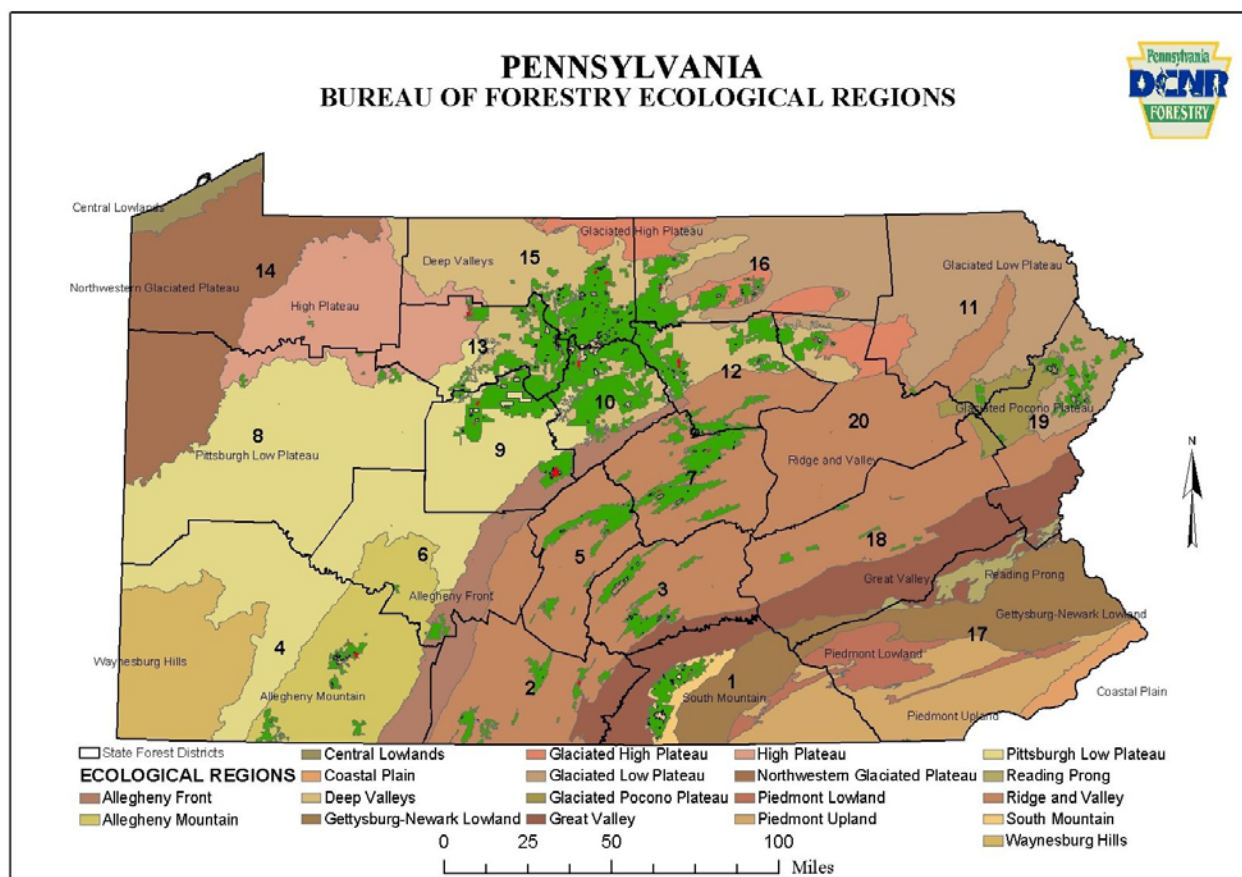 PENNSYLVANIA
BUREAU OF FORESTRY ECOLOGICAL REGIONS
Pennsylvania
DCNR
FORESTRY
Central Lowlands
Glaciated High Plateau
14
15
16
Deep Valleys
Glaciated Low Plateau
Northwestern Glaciated Plateau
High Plateau
11
13
12
10
Glaciated Pocono Plateau
19
20
8
Pittsburgh Low Plateau
9
Ridge and Valley
7
N
18
6
5
3
Great Valley
Reading Prong
Allegheny Front
Gettysburg-Newark Lowland
17
4
Waynesburg Hills
Piedmont Lowland
2
1
Allegheny Mountain
South Mountain
Coastal Plain
Piedmont Upland
State Forest Districts
ECOLOGICAL REGIONS
Allegheny Front
Allegheny Mountain
Central Lowlands
Coastal Plain
Deep Valleys
Gettysburg-Newark Lowland
Glaciated High Plateau
Glaciated Low Plateau
Glaciated Pocono Plateau
Great Valley
High Plateau
Northwestern Glaciated Plateau
Piedmont Lowland
Piedmont Upland
Pittsburgh Low Plateau
Reading Prong
Ridge and Valley
South Mountain
Waynesburg Hills
0 25 50 100
Miles